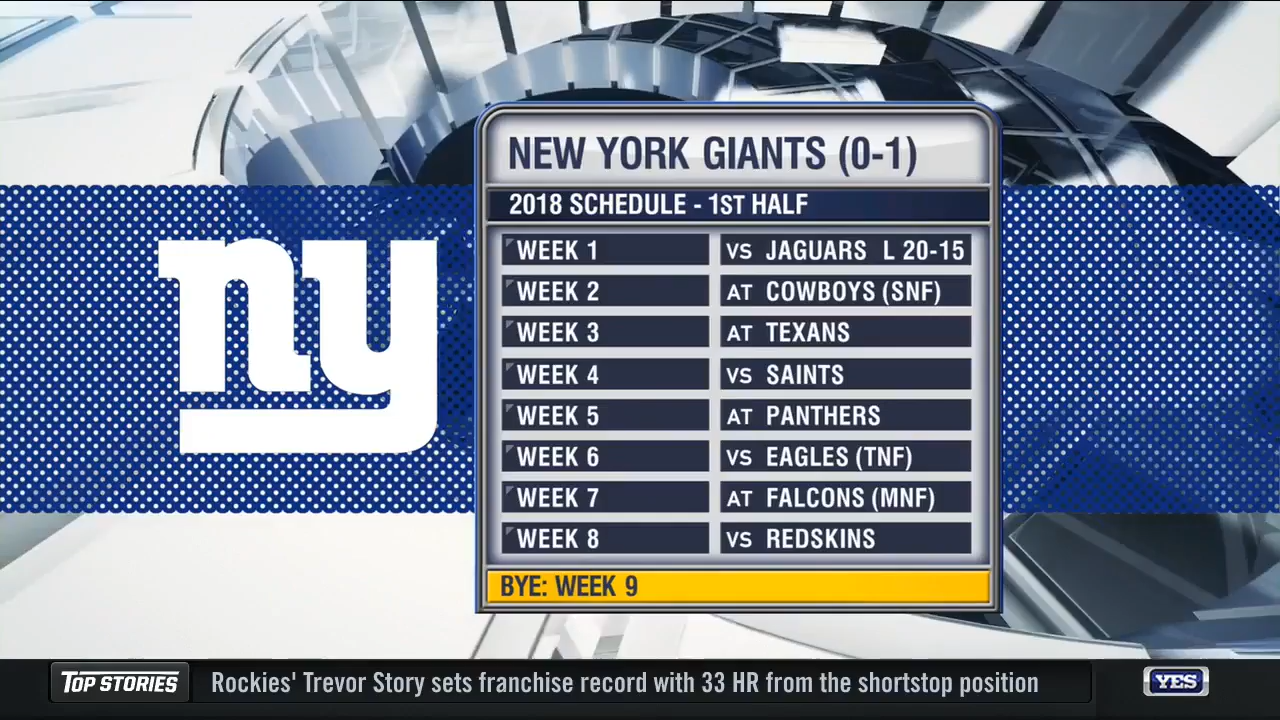 ny
NEW YORK GIANTS (0-1)
2018 SCHEDULE - 1ST HALF
WEEK 1 VS JAGUARS L 20-15
WEEK 2 AT COWBOYS (SNF)
WEEK 3 AT TEXANS
WEEK 4 VS SAINTS
WEEK 5 AT PANTHERS
WEEK 6 VS EAGLES (TNF)
WEEK 7 AT FALCONS (MNF)
WEEK 8 VS REDSKINS
BYE: WEEK 9
TOP STORIES Rockies' Trevor Story sets franchise record with 33 HR from the shortstop position YES